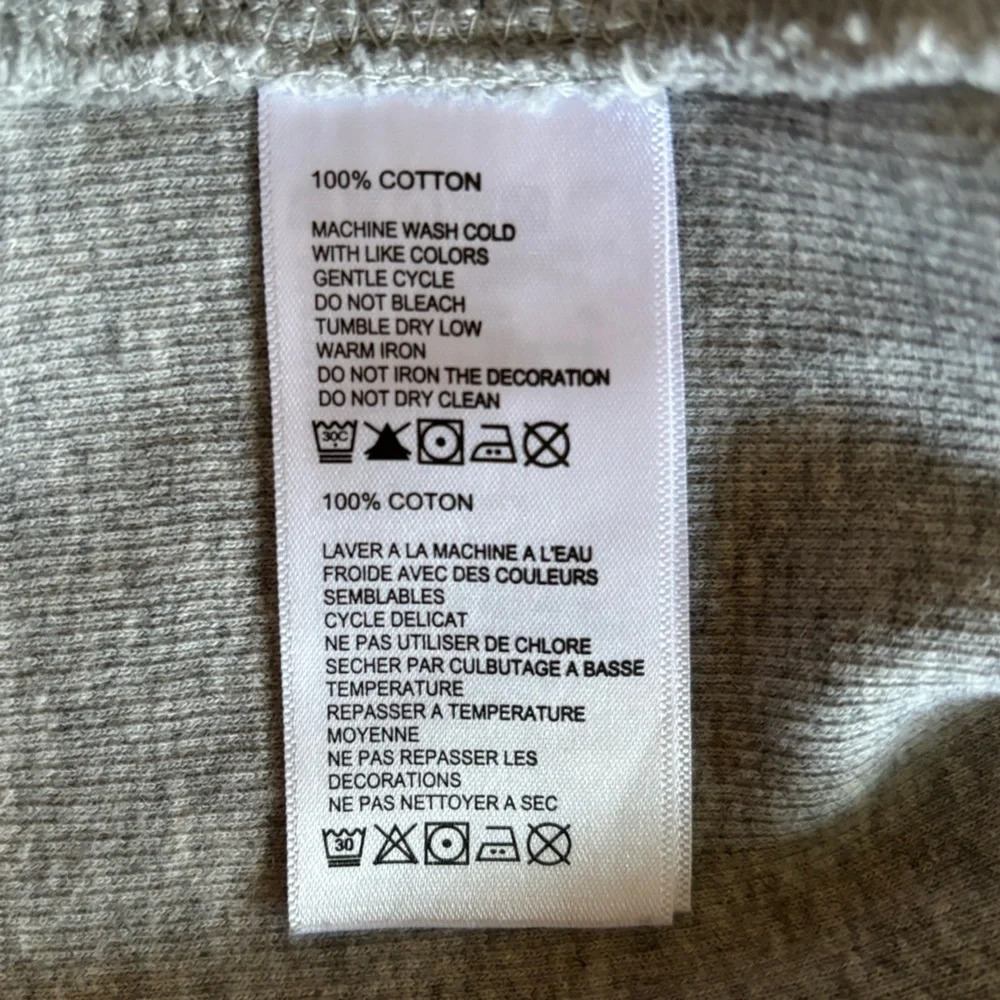 100% COTTON
MACHINE WASH COLD
WITH LIKE COLORS
GENTLE CYCLE
DO NOT BLEACH
TUMBLE DRY LOW
WARM IRON
DO NOT IRON THE DECORATION
DO NOT DRY CLEAN
30C
100% COTON
LAVER A LA MACHINE A L'EAU
FROIDE AVEC DES COULEURS
SEMBLABLES
CYCLE DELICAT
NE PAS UTILISER DE CHLORE
SECHER PAR CULBUTAGE A BASSE
TEMPERATURE
REPASSER A TEMPERATURE
MOYENNE
NE PAS REPASSER LES
DECORATIONS
NE PAS NETTOYER A SEC
30